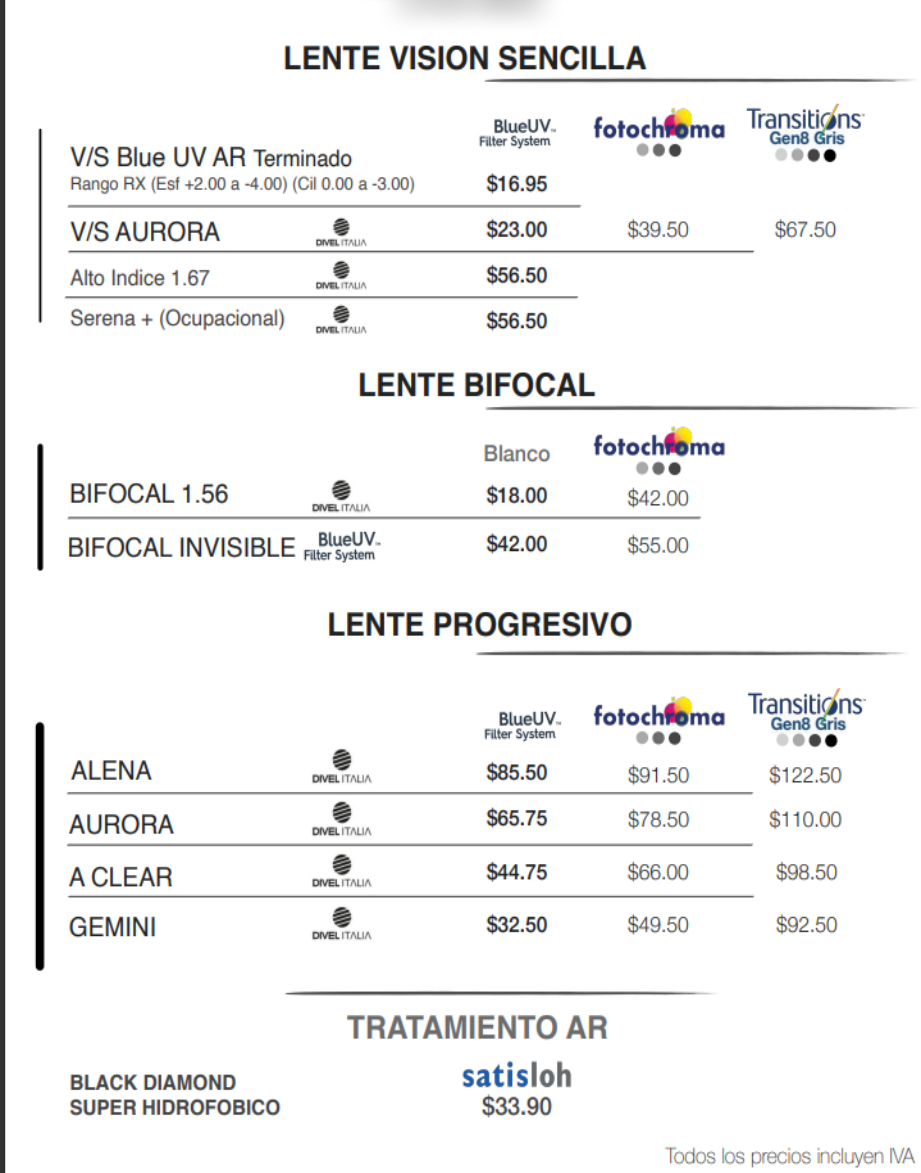 LENTE VISION SENCILLA
BlueUV™ Filter System
fotochroma
Transitions Gen8 Gris
V/S Blue UV AR Terminado
Rango RX (Esf +2.00 a -4.00) (Cil 0.00 a -3.00) $16.95
V/S AURORA DIVEL ITALIA $23.00 $39.50 $67.50
Alto Indice 1.67 DIVEL ITALIA $56.50
Serena + (Ocupacional) DIVEL ITALIA $56.50
LENTE BIFOCAL
Blanco fotochroma
BIFOCAL 1.56 DIVEL ITALIA $18.00 $42.00
BIFOCAL INVISIBLE BlueUV™ Filter System $42.00 $55.00
LENTE PROGRESIVO
BlueUV™ Filter System
fotochroma
Transitions Gen8 Gris
ALENA DIVEL ITALIA $85.50 $91.50 $122.50
AURORA DIVEL ITALIA $65.75 $78.50 $110.00
A CLEAR DIVEL ITALIA $44.75 $66.00 $98.50
GEMINI DIVEL ITALIA $32.50 $49.50 $92.50
TRATAMIENTO AR
satisloh
BLACK DIAMOND
SUPER HIDROFOBICO $33.90
Todos los precios incluyen IVA